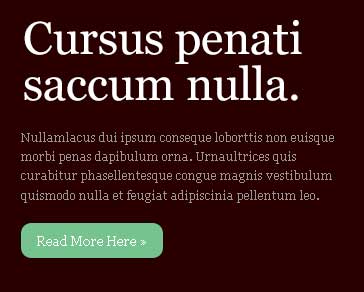 Cursus penati
saccum nulla.
Nullamlacus dui ipsum conseque loborttis non euisque
morbi penas dapibulum orna. Urnaultrices quis
curabitur phasellentesque congue magnis vestibulum
quismodo nulla et feugiat adipiscinia pellentum leo.
Read More Here »